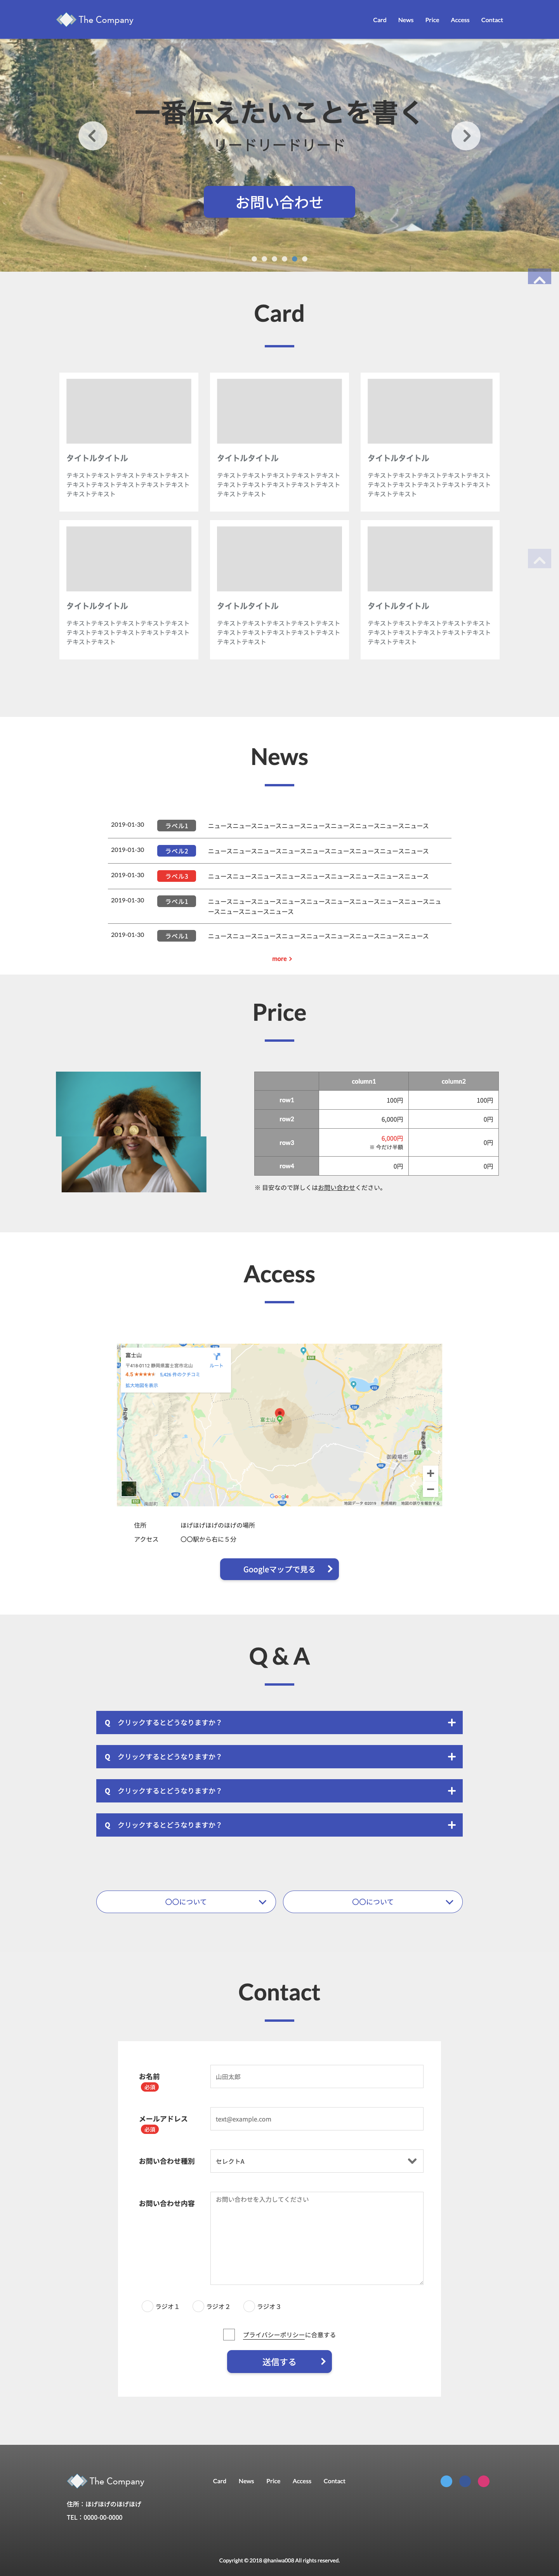 The Company
Card News Price Access Contact
一番伝えたいことを書く
リードリードリード
お問い合わせ
Card
タイトルタイトル
テキストテキストテキストテキストテキスト
テキストテキストテキストテキストテキスト
テキストテキスト
タイトルタイトル
テキストテキストテキストテキストテキスト
テキストテキストテキストテキストテキスト
テキストテキスト
タイトルタイトル
テキストテキストテキストテキストテキスト
テキストテキストテキストテキストテキスト
テキストテキスト
タイトルタイトル
テキストテキストテキストテキストテキスト
テキストテキストテキストテキストテキスト
テキストテキスト
タイトルタイトル
テキストテキストテキストテキストテキスト
テキストテキストテキストテキストテキスト
テキストテキスト
タイトルタイトル
テキストテキストテキストテキストテキスト
テキストテキストテキストテキストテキスト
テキストテキスト
News
2019-01-30 ラベル1 ニュースニュースニュースニュースニュースニュースニュースニュースニュース
2019-01-30 ラベル2 ニュースニュースニュースニュースニュースニュースニュースニュースニュース
2019-01-30 ラベル3 ニュースニュースニュースニュースニュースニュースニュースニュースニュース
2019-01-30 ラベル1 ニュースニュースニュースニュースニュースニュースニュースニュースニュースニュ
ースニュースニュースニュース
2019-01-30 ラベル1 ニュースニュースニュースニュースニュースニュースニュースニュースニュース
more
Price
column1 column2
row1 100円 100円
row2 6,000円 0円
row3 6,000円 0円
※ 今だけ半額
row4 0円 0円
※ 目安なので詳しくはお問い合わせください。
Access
富士山
〒418-0112 静岡県富士宮市北山
ルート
4.5 5,426 件のクチコミ
拡大地図を表示
富士山
御殿場市
Google
地図データ ©2019 利用規約 地図の誤りを報告する
住所 ほげほげほげのほげの場所
アクセス 〇〇駅から右に５分
Googleマップで見る
Q & A
Q クリックするとどうなりますか？
Q クリックするとどうなりますか？
Q クリックするとどうなりますか？
Q クリックするとどうなりますか？
〇〇について 〇〇について
Contact
お名前
必須
山田太郎
メールアドレス
必須
text@example.com
お問い合わせ種別 セレクトA
お問い合わせ内容 お問い合わせを入力してください
ラジオ１ ラジオ２ ラジオ３
プライバシーポリシーに合意する
送信する
The Company
Card News Price Access Contact
住所：ほげほげのほげほげ
TEL：0000-00-0000
Copyright © 2018 @haniwa008 All rights reserved.